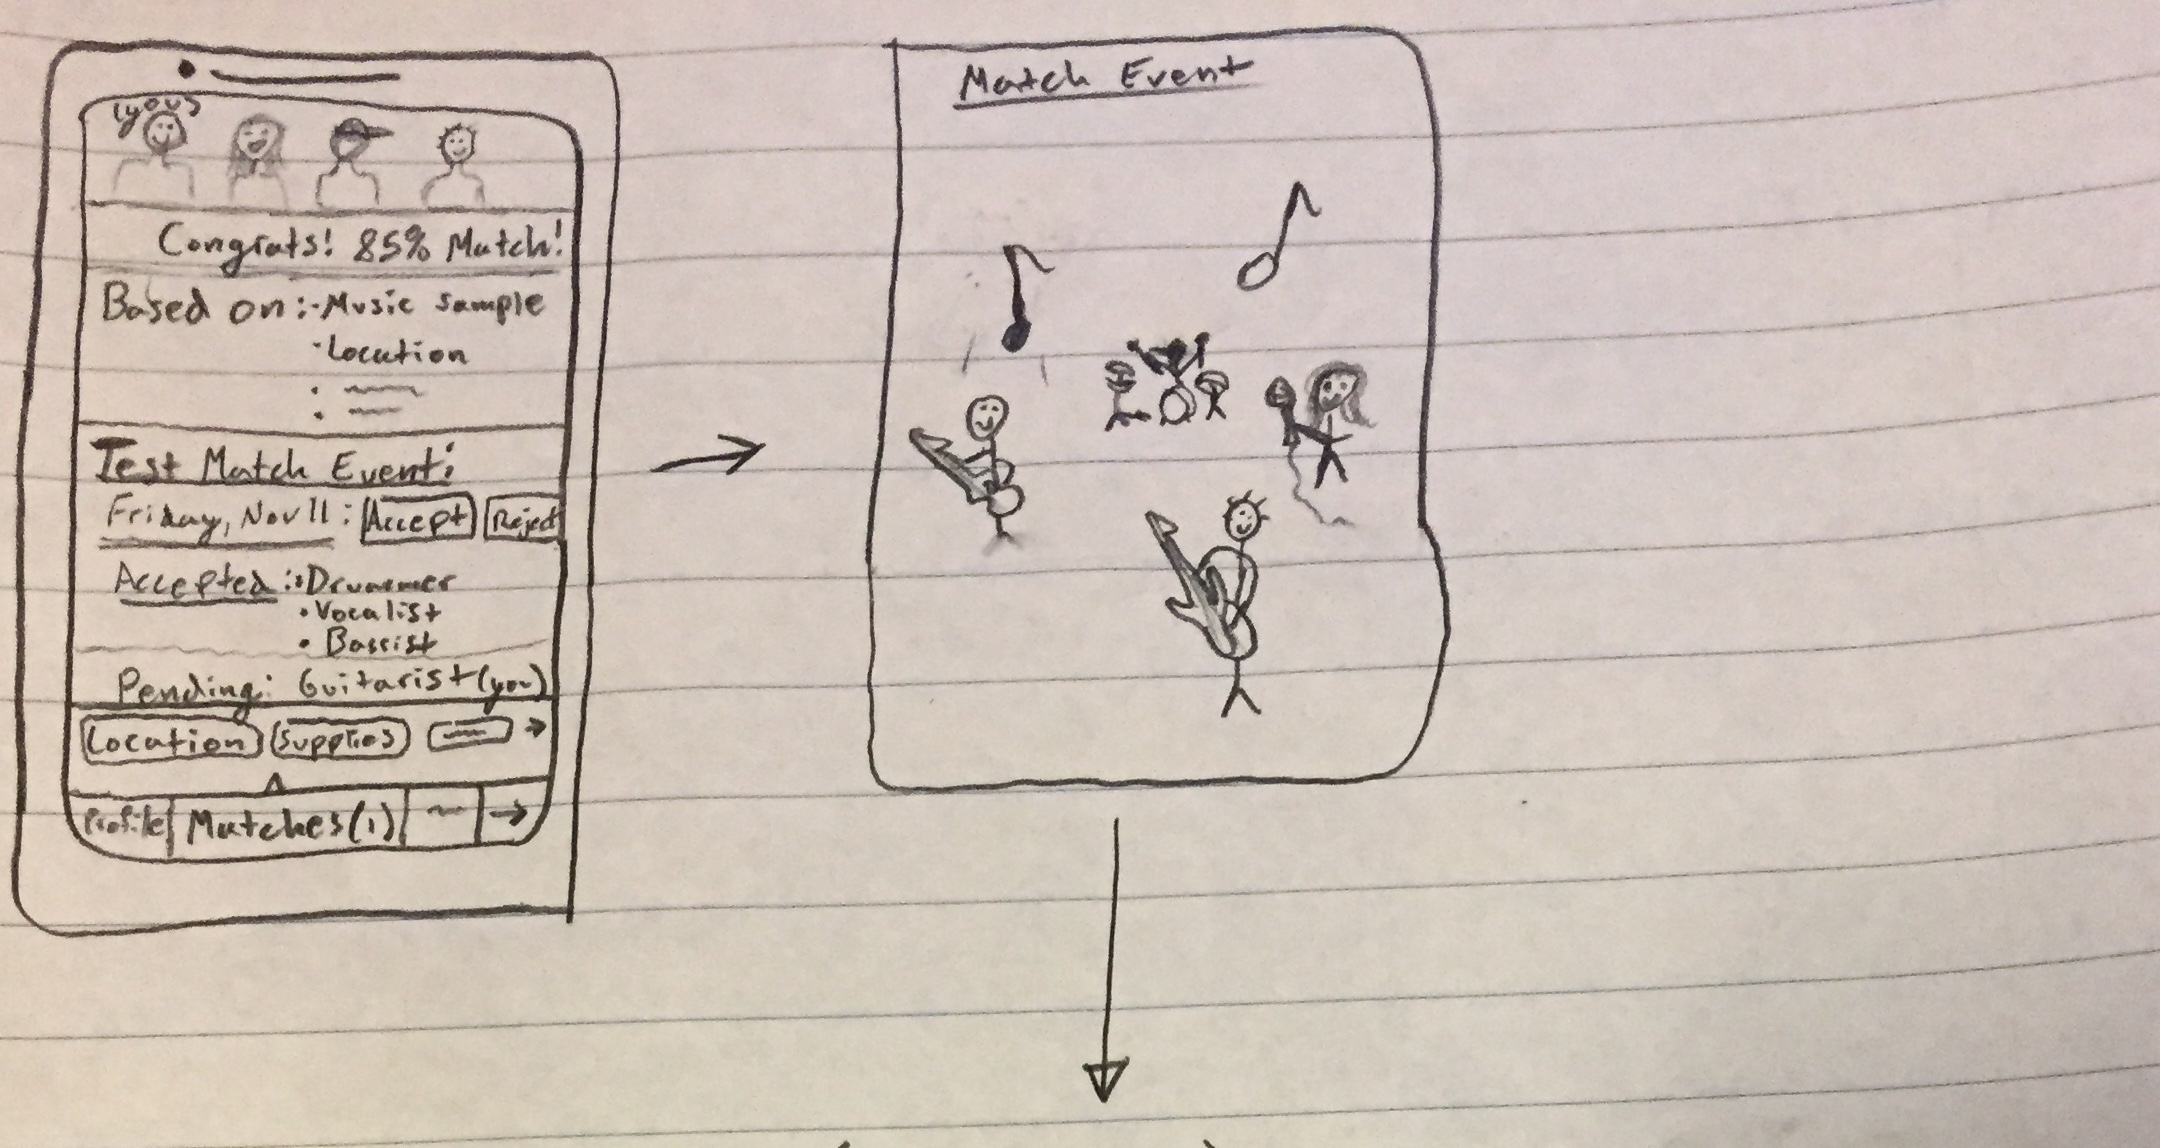 (you)
Congrats! 85% Match!
Based on: - Music sample
· Location
Test Match Event:
Friday, Nov 11: Accept Reject
Accepted: • Drummer
• Vocalist
• Bassist
Pending: Guitarist (you)
Location Supplies →
Profile Matches (1) →
Match Event